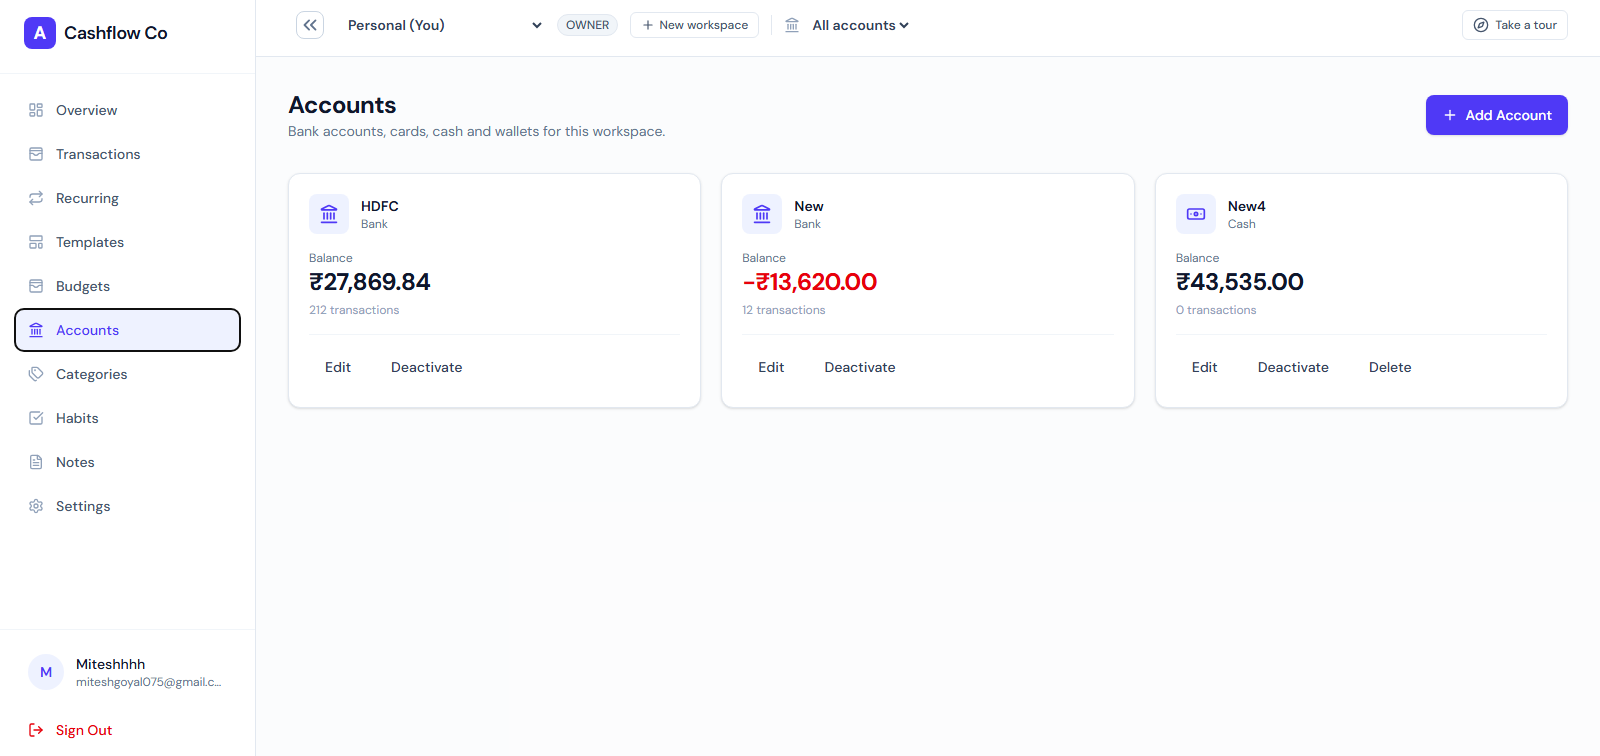 A Cashflow Co
Personal (You)
OWNER
+ New workspace
All accounts
Take a tour
Overview
Transactions
Recurring
Templates
Budgets
Accounts
Categories
Habits
Notes
Settings
M
Miteshhhh
miteshgoyal075@gmail.c...
Sign Out
Accounts
Bank accounts, cards, cash and wallets for this workspace.
+ Add Account
HDFC
Bank
Balance
₹27,869.84
212 transactions
Edit Deactivate
New
Bank
Balance
-₹13,620.00
12 transactions
Edit Deactivate
New4
Cash
Balance
₹43,535.00
0 transactions
Edit Deactivate Delete